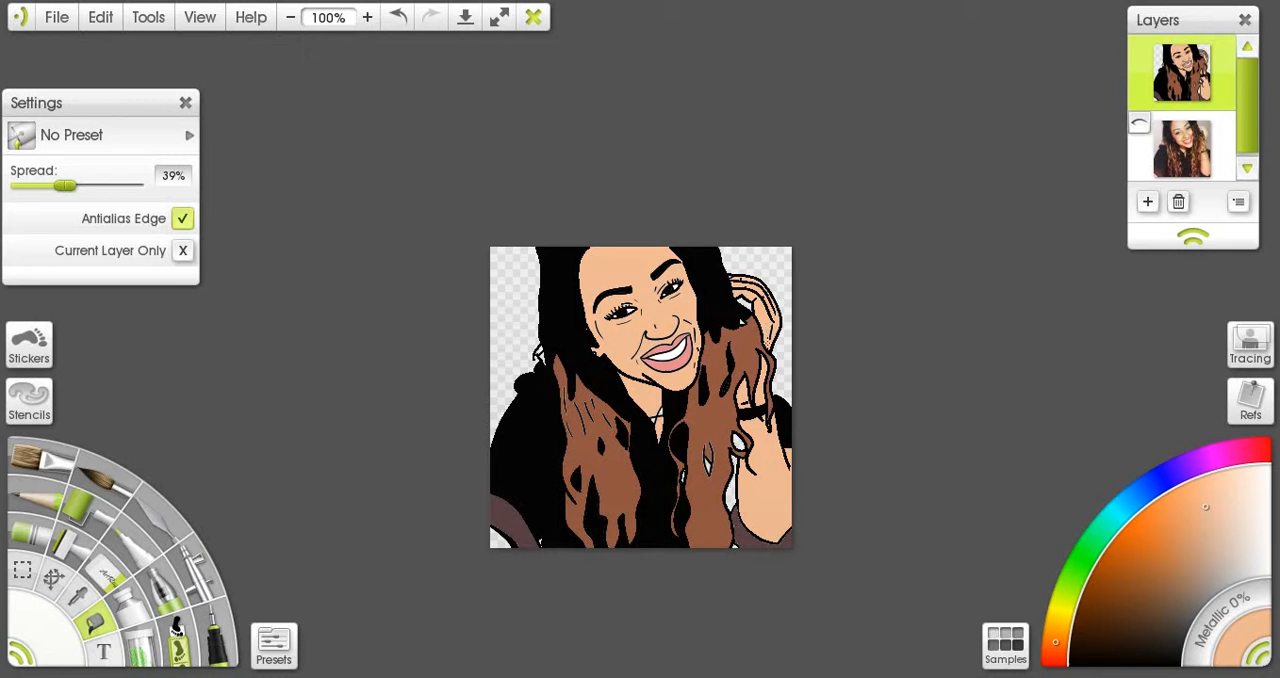 File Edit Tools View Help − 100% +
Layers
Settings
No Preset
Spread:
39%
Antialias Edge
Current Layer Only X
Stickers
Tracing
Stencils
Refs
T
Presets
Samples
Metallic 0%